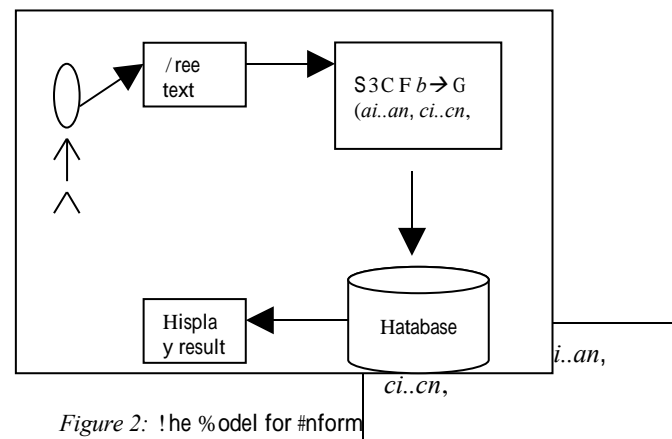 / ree
text
S3C F b→ G
(ai..an, ci..cn,
Hispla
y result
Hatabase
i..an,
ci..cn,
Figure 2: !he %odel for #nform